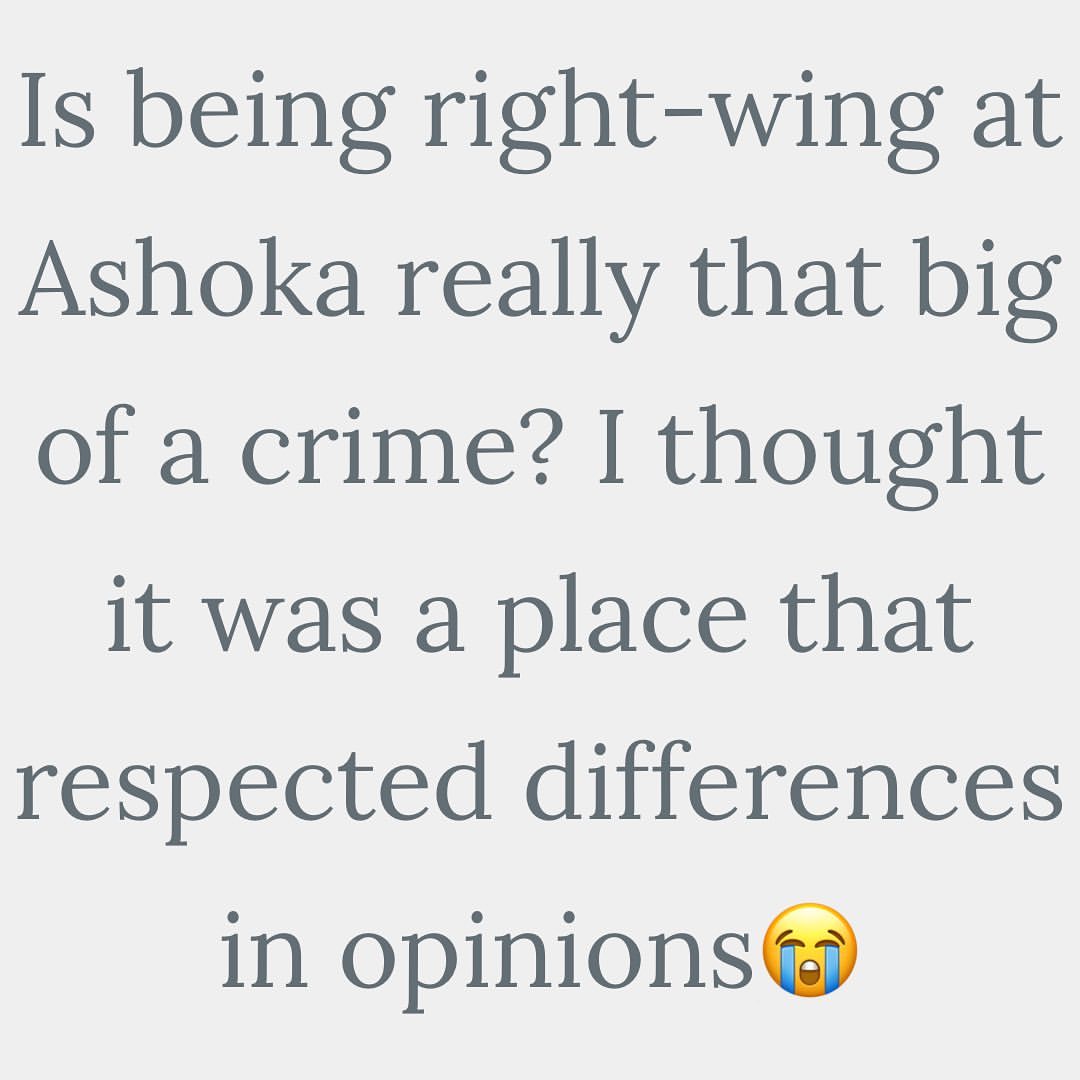 Is being right-wing at
Ashoka really that big
of a crime? I thought
it was a place that
respected differences
in opinions😭